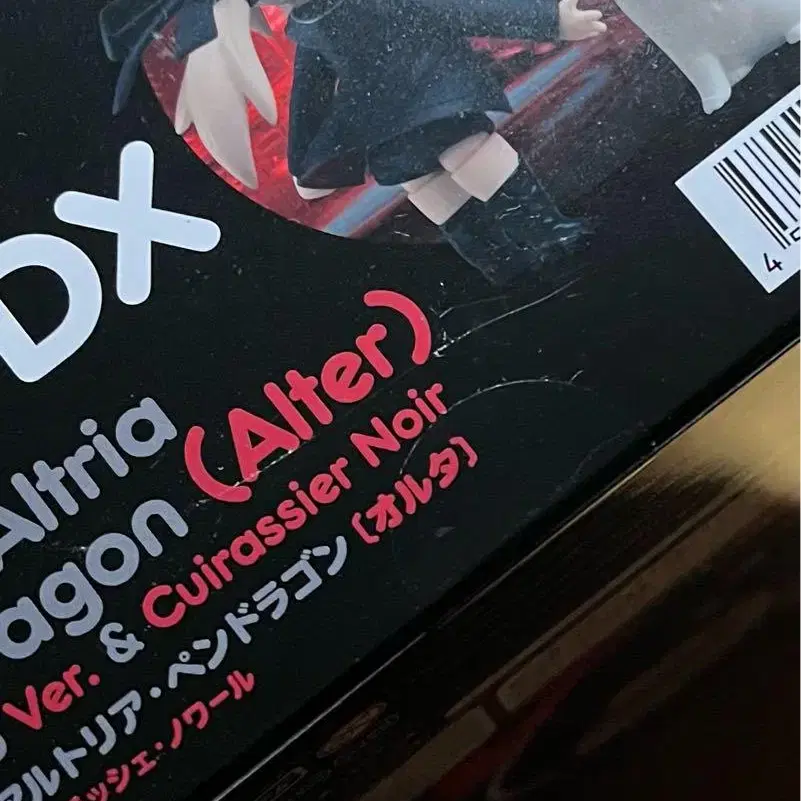 DX
Altria
agon (Alter)
Ver. & Cuirassier Noir
アルトリア・ペンドラゴン〔オルタ〕
ッシェ・ノワール
45